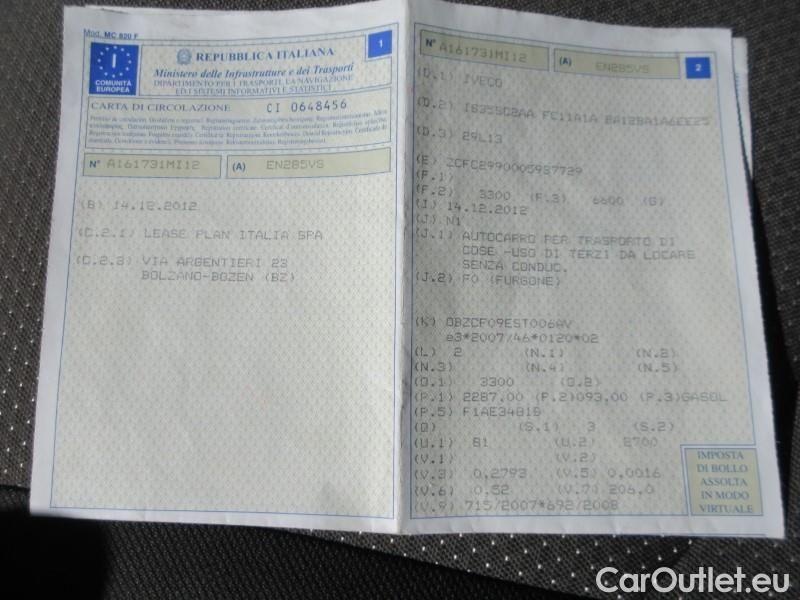 Mod. MC 820 F
1
I
COMUNITÀ
EUROPEA
REPUBBLICA ITALIANA
Ministero delle Infrastrutture e dei Trasporti
DIPARTIMENTO PER I TRASPORTI, LA NAVIGAZIONE
ED I SISTEMI INFORMATIVI E STATISTICI
CARTA DI CIRCOLAZIONE CI 0648456
N° A161731MI12 (A) EN285VS
(B) 14.12.2012
(C.2.1) LEASE PLAN ITALIA SPA
(C.2.3) VIA ARGENTIERI 23
BOLZANO-BOZEN (BZ)
N° A161731MI12 (A) EN285VS
2
(D.1) IVECO
(D.2) IS35SC2AA FC11A1A BA12BA1A6EE25
(D.3) 29L13
(E) ZCFC2990005937729
(F.1)
(F.2) 3300 (F.3) 6600 (G)
(I) 14.12.2012
(J) N1
(J.1) AUTOCARRO PER TRASPORTO DI
COSE -USO DI TERZI DA LOCARE
SENZA CONDUC.
(J.2) F0 (FURGONE)
(K) OBZCF09EST006AV
e3*2007/46*0120*02
(L) 2 (N.1) (N.2)
(N.3) (N.4) (N.5)
(O.1) 3300 (O.2)
(P.1) 2287,00 (P.2)093,00 (P.3)GASOL
(P.5) F1AE3481B
(Q) (S.1) 3 (S.2)
(U.1) 81 (U.2) 2700
(V.1) (V.2)
(V.3) 0,2793 (V.5) 0,0016
(V.6) 0,52 (V.7) 206,0
(V.9) 715/2007*692/2008
IMPOSTA
DI BOLLO
ASSOLTA
IN MODO
VIRTUALE
CarOutlet.eu